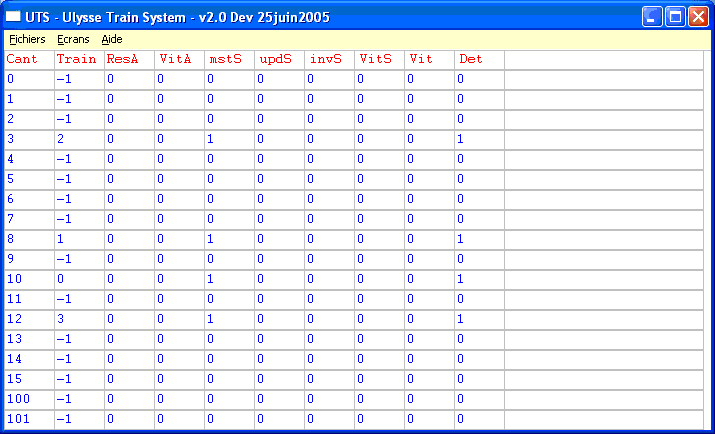 UTS - Ulysse Train System - v2.0 Dev 25juin2005
Fichiers Ecrans Aide
Cant Train ResA VitA mstS updS invS VitS Vit Det
0 -1 0 0 0 0 0 0 0 0
1 -1 0 0 0 0 0 0 0 0
2 -1 0 0 0 0 0 0 0 0
3 2 0 0 1 0 0 0 0 1
4 -1 0 0 0 0 0 0 0 0
5 -1 0 0 0 0 0 0 0 0
6 -1 0 0 0 0 0 0 0 0
7 -1 0 0 0 0 0 0 0 0
8 1 0 0 1 0 0 0 0 1
9 -1 0 0 0 0 0 0 0 0
10 0 0 0 1 0 0 0 0 1
11 -1 0 0 0 0 0 0 0 0
12 3 0 0 1 0 0 0 0 1
13 -1 0 0 0 0 0 0 0 0
14 -1 0 0 0 0 0 0 0 0
15 -1 0 0 0 0 0 0 0 0
100 -1 0 0 0 0 0 0 0 0
101 -1 0 0 0 0 0 0 0 0